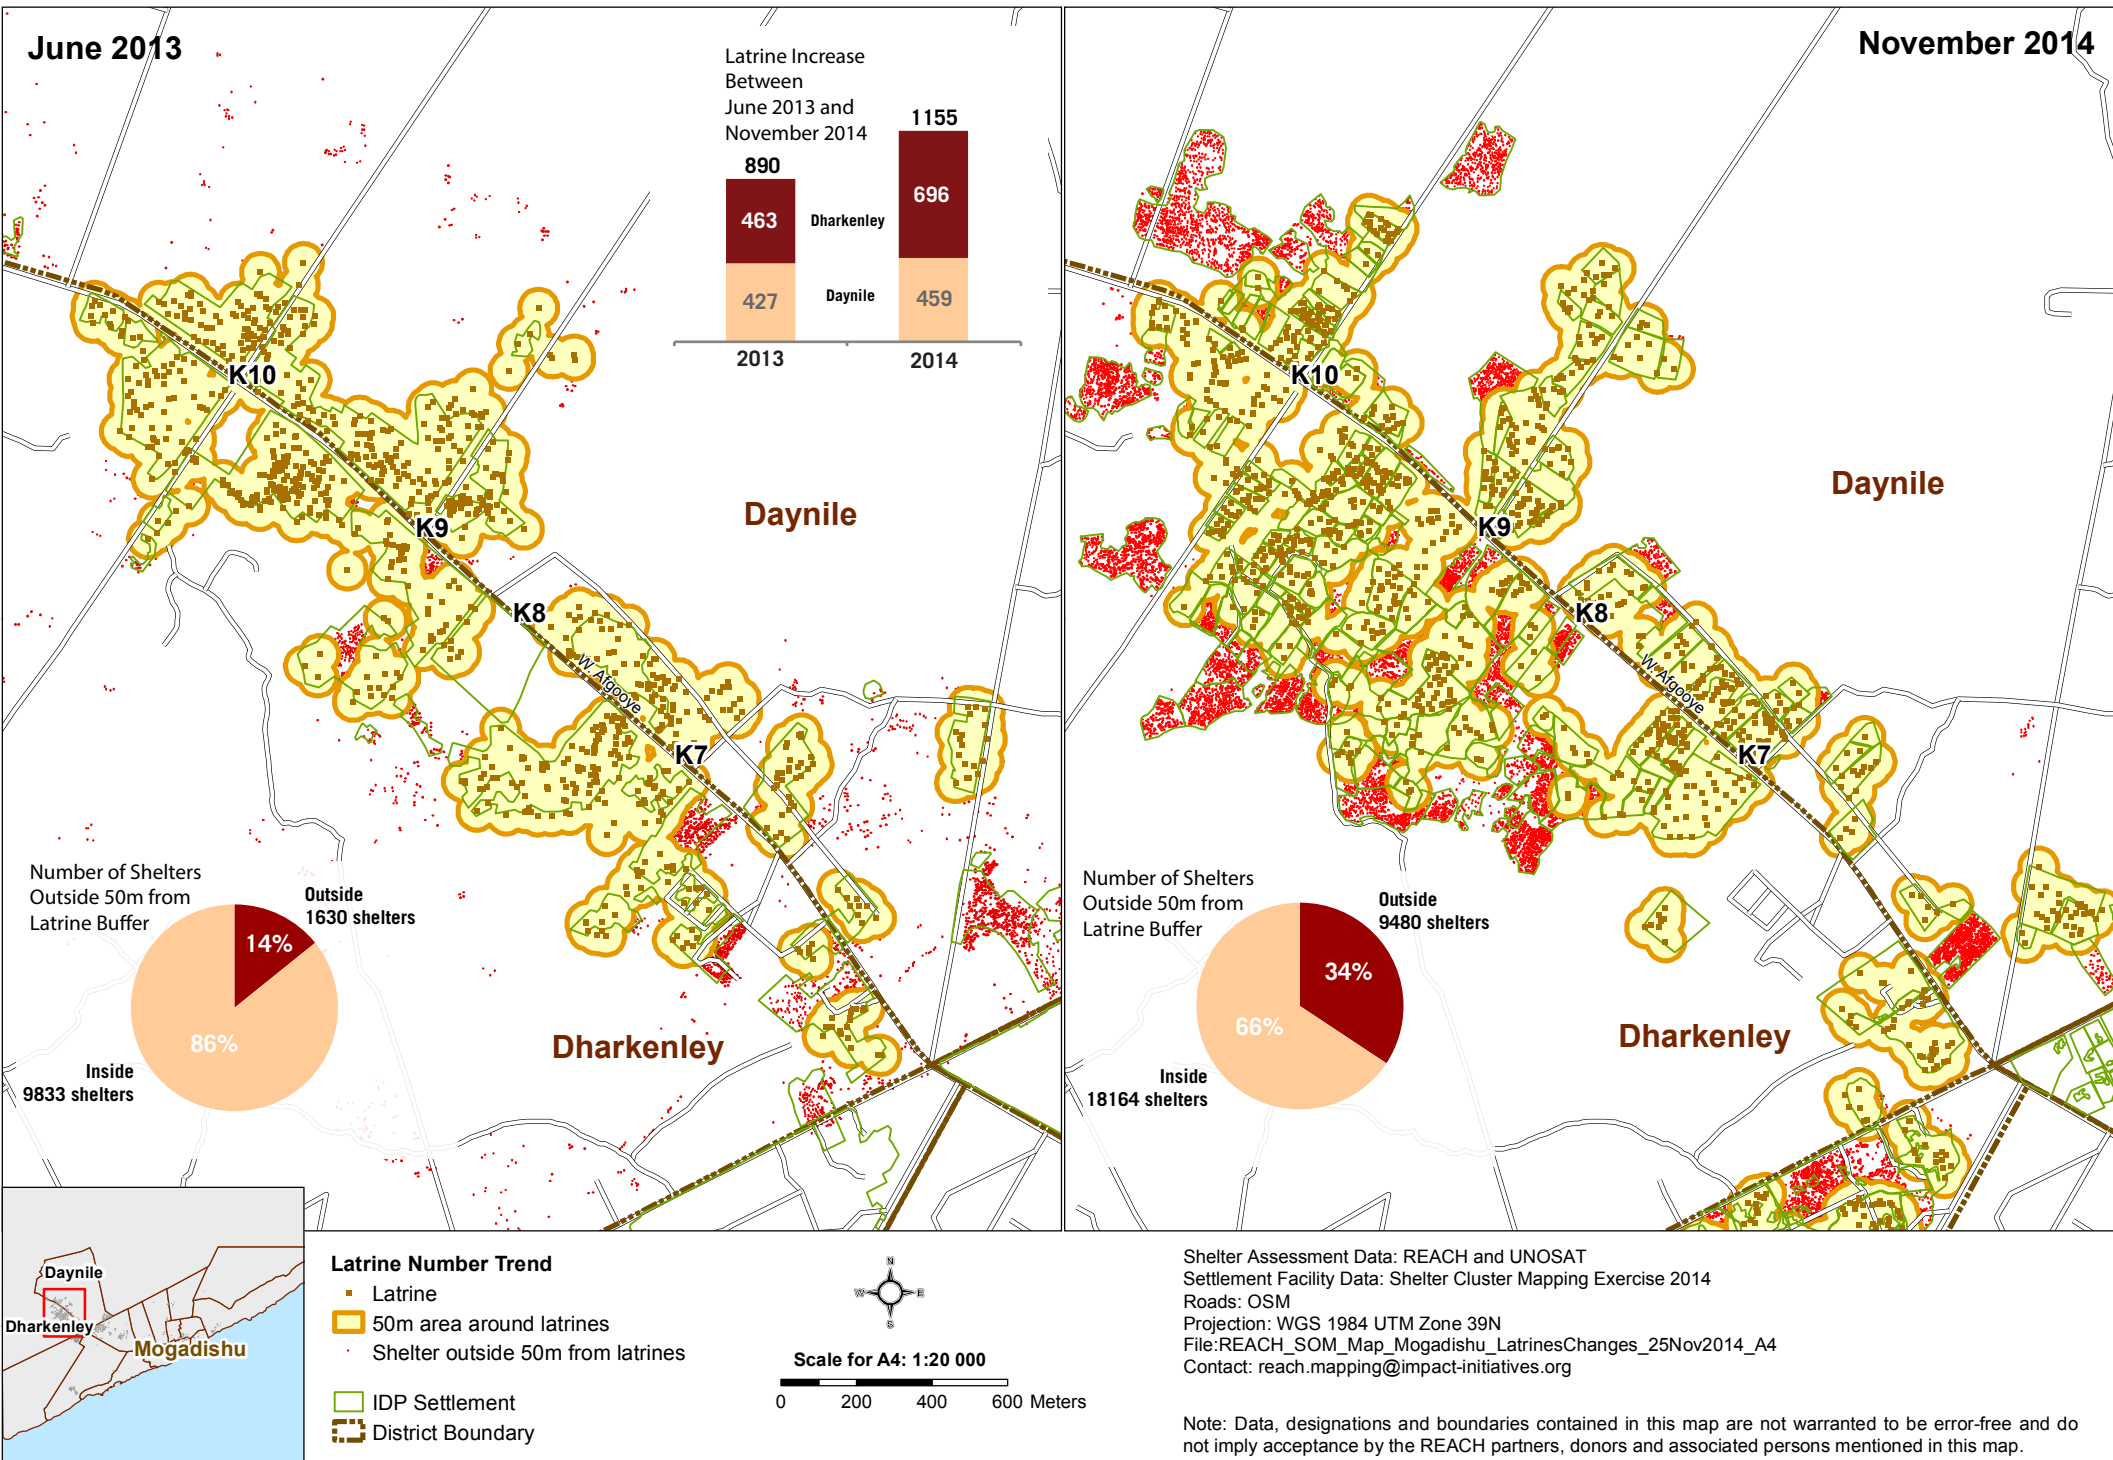 June 2013
Latrine Increase
Between
June 2013 and
November 2014
890
1155
463
Dharkenley
696
427
Daynile
459
2013
2014
K10
K9
K8
W. Afgooye
K7
Daynile
Dharkenley
Number of Shelters
Outside 50m from
Latrine Buffer
Outside
1630 shelters
14%
86%
Inside
9833 shelters
November 2014
K10
K9
K8
W. Afgooye
K7
Daynile
Dharkenley
Number of Shelters
Outside 50m from
Latrine Buffer
Outside
9480 shelters
34%
66%
Inside
18164 shelters
Daynile
Dharkenley
Mogadishu
Latrine Number Trend
Latrine
50m area around latrines
Shelter outside 50m from latrines
IDP Settlement
District Boundary
N
W
E
S
Scale for A4: 1:20 000
0 200 400 600 Meters
Shelter Assessment Data: REACH and UNOSAT
Settlement Facility Data: Shelter Cluster Mapping Exercise 2014
Roads: OSM
Projection: WGS 1984 UTM Zone 39N
File:REACH_SOM_Map_Mogadishu_LatrinesChanges_25Nov2014_A4
Contact: reach.mapping@impact-initiatives.org
Note: Data, designations and boundaries contained in this map are not warranted to be error-free and do
not imply acceptance by the REACH partners, donors and associated persons mentioned in this map.